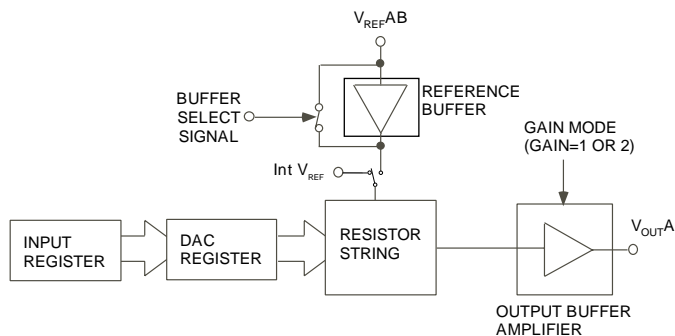 VREFAB
REFERENCE
BUFFER
BUFFER
SELECT
SIGNAL
GAIN MODE
(GAIN=1 OR 2)
Int VREF
INPUT
REGISTER
DAC
REGISTER
RESISTOR
STRING
VOUTA
OUTPUT BUFFER
AMPLIFIER